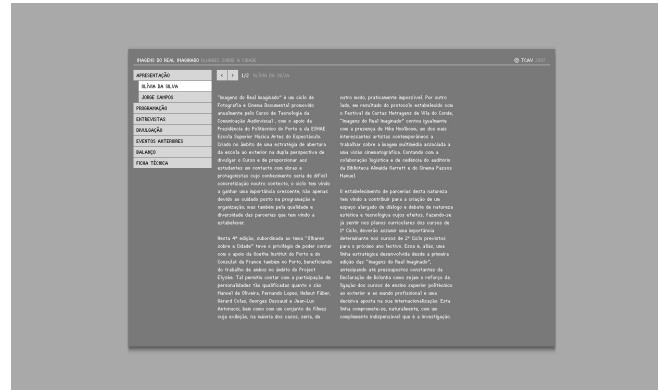 IMAGENS DO REAL IMAGINADO OLHARES SOBRE A CIDADE
© TCAV 2007
APRESENTAÇÃO
OLÍVIA DA SILVA
JORGE CAMPOS
PROGRAMAÇÃO
ENTREVISTAS
DIVULGAÇÃO
EVENTOS ANTERIORES
BALANÇO
FICHA TÉCNICA
< > 1/2 OLÍVIA DA SILVA
"Imagens do Real Imaginado" é um ciclo de
Fotografia e Cinema Documental promovido
anualmente pelo Curso de Tecnologia da
Comunicação Audiovisual, com o apoio da
Presidência do Politécnico do Porto e da ESMAE
Escola Superior Música Artes do Espectáculo.
Criado no âmbito de uma estratégia de abertura
da escola ao exterior na dupla perspectiva de
divulgar o Curso e de proporcionar aos
estudantes um contacto com obras e
protagonistas cujo conhecimento seria de difícil
concretização noutro contexto, o ciclo tem vindo
a ganhar uma importância crescente, não apenas
devido ao cuidado posto na programação e
organização, mas também pela qualidade e
diversidade das parcerias que tem vindo a
estabelecer.
Nesta 4ª edição, subordinada ao tema "Olhares
sobre a Cidade" teve o privilégio de poder contar
com o apoio do Goethe Institut do Porto e do
Consulat de France também no Porto, beneficiando
do trabalho de ambos no âmbito do Project
Elysée. Tal permitiu contar com a participação de
personalidades tão qualificadas quanto o são
Manoel de Oliveira, Fernando Lopes, Helmut Färber,
Gérard Colas, Georges Dussaud e Jean-Luc
Antonucci, bem como com um conjunto de filmes
cuja exibição, na maioria dos casos, seria, de
outro modo, praticamente impossível. Por outro
lado, em resultado do protocolo estabelecido com
o Festival de Curtas Metragens de Vila do Conde,
"Imagens do Real Imaginado" contou igualmente
com a presença de Mike Hoolboom, um dos mais
interessantes artistas contemporâneos a
trabalhar sobre a imagem multimédia associada a
uma visão cinematográfica. Contando com a
colaboração logística e de cedência do auditório
da Biblioteca Almeida Garrett e do Cinema Passos
Manuel.
O estabelecimento de parcerias desta natureza
tem vindo a contribuir para a criação de um
espaço alargado de diálogo e debate de natureza
estética e tecnológica cujos efeitos, fazendo-se
já sentir nos planos curriculares dos cursos de
1º Ciclo, deverão assumir uma importância
determinante nos cursos de 2º Ciclo previstos
para o próximo ano lectivo. Essa é, aliás, uma
linha estratégica desenvolvida desde a primeira
edição das "Imagens do Real Imaginado",
antecipando até pressupostos constantes da
Declaração de Bolonha como sejam o reforço da
ligação dos cursos de ensino superior politécnico
ao exterior e ao mundo profissional e uma
decisiva aposta na sua internacionalização. Esta
linha compromete-se, naturalmente, com um
complemento indispensável que é a investigação.